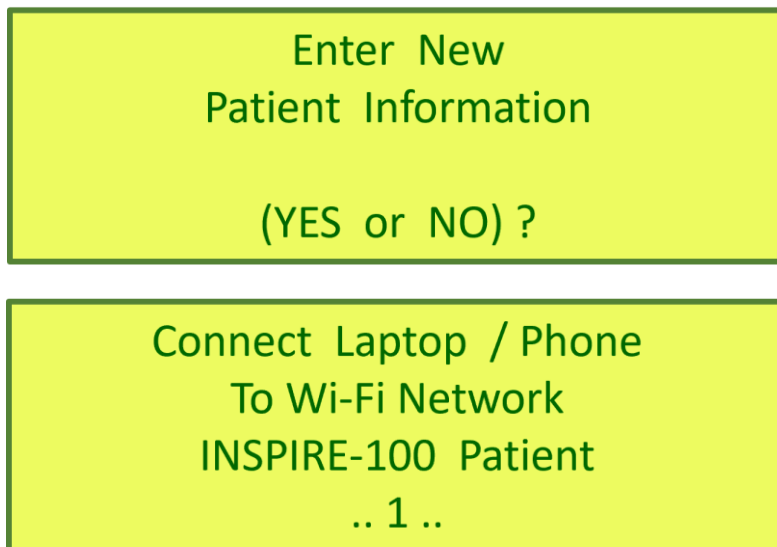 Enter New
Patient Information
(YES or NO) ?
Connect Laptop / Phone
To Wi-Fi Network
INSPIRE-100 Patient
.. 1 ..